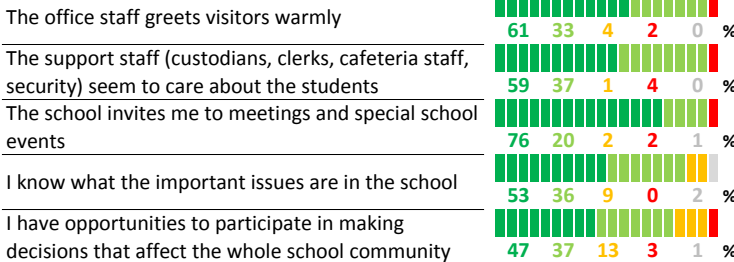 The office staff greets visitors warmly
61 33 4 2 0 %
The support staff (custodians, clerks, cafeteria staff,
security) seem to care about the students
59 37 1 4 0 %
The school invites me to meetings and special school
events
76 20 2 2 1 %
I know what the important issues are in the school
53 36 9 0 2 %
I have opportunities to participate in making
decisions that affect the whole school community
47 37 13 3 1 %